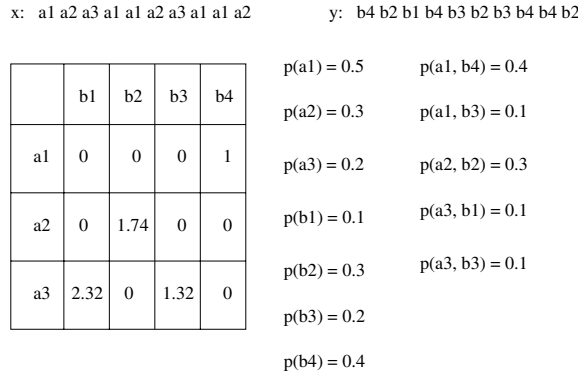 x: a1 a2 a3 a1 a1 a2 a3 a1 a1 a2 y: b4 b2 b1 b4 b3 b2 b3 b4 b4 b2
p(a1) = 0.5 p(a1, b4) = 0.4
b1 b2 b3 b4
p(a2) = 0.3 p(a1, b3) = 0.1
a1 0 0 0 1
p(a3) = 0.2 p(a2, b2) = 0.3
a2 0 1.74 0 0
p(b1) = 0.1 p(a3, b1) = 0.1
p(b2) = 0.3 p(a3, b3) = 0.1
a3 2.32 0 1.32 0
p(b3) = 0.2
p(b4) = 0.4